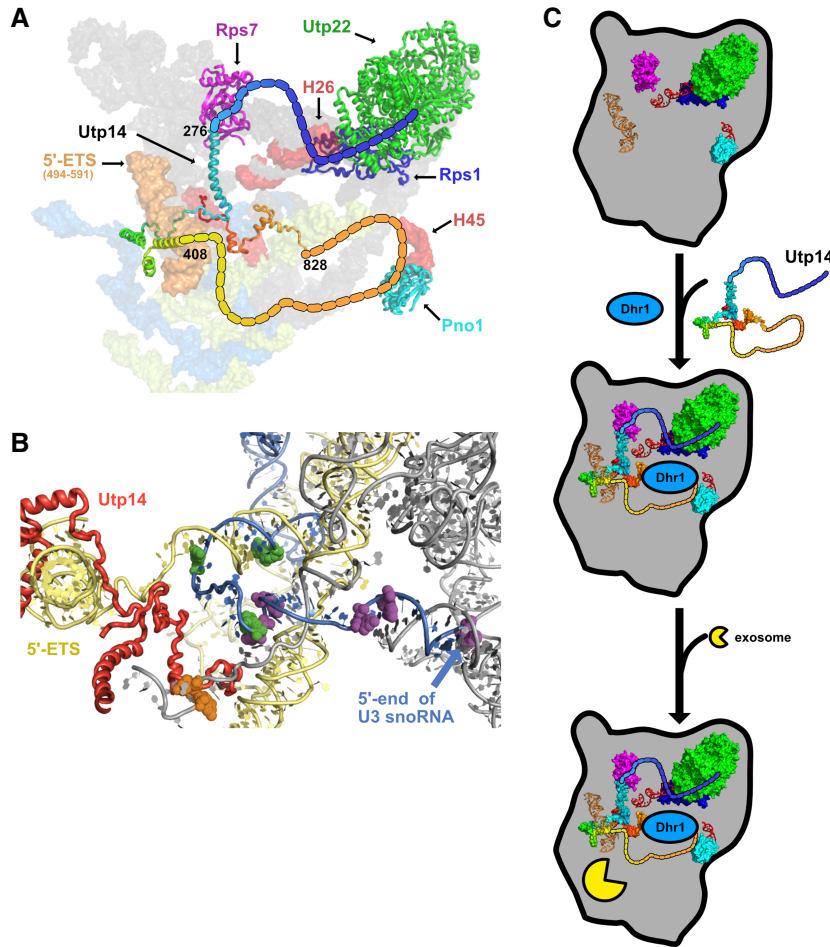 A
Rps7
Utp22
H26
276
Utp14
5'-ETS
(494-591)
Rps1
H45
408
828
Pno1
B
Utp14
5'-ETS
5'-end of
U3 snoRNA
C
Utp14
Dhr1
Dhr1
exosome
Dhr1